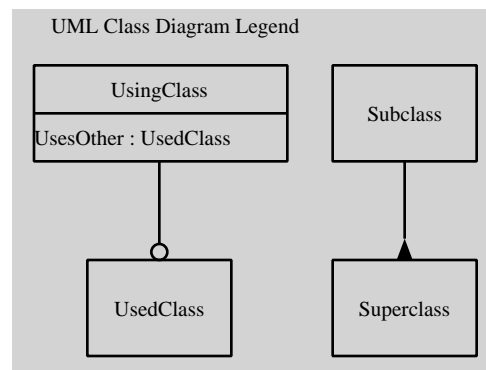 UML Class Diagram Legend
UsingClass
UsesOther : UsedClass
Subclass
UsedClass
Superclass